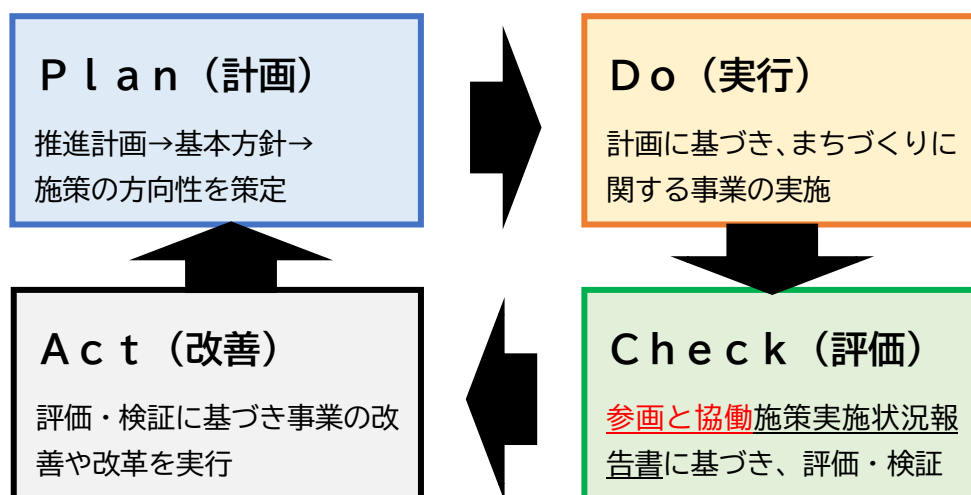 Ｐｌａｎ（計画）
推進計画→基本方針→
施策の方向性を策定
Ｄｏ（実行）
計画に基づき、まちづくりに
関する事業の実施
Ｃｈｅｃｋ（評価）
参画と協働施策実施状況報
告書に基づき、評価・検証
Ａｃｔ（改善）
評価・検証に基づき事業の改
善や改革を実行